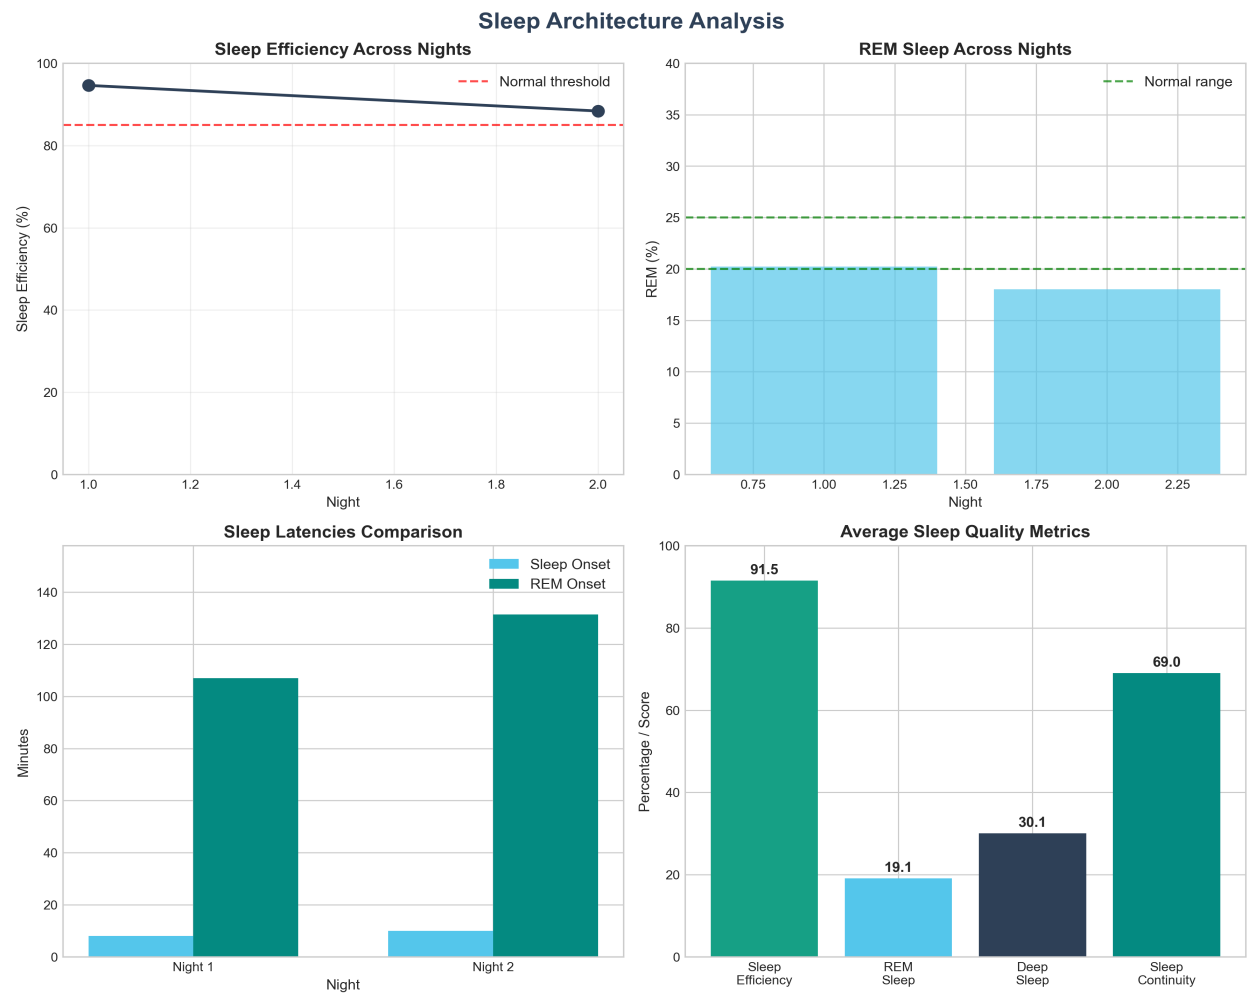 Sleep Architecture Analysis
Sleep Efficiency Across Nights
100
80
60
40
20
0
Sleep Efficiency (%)
Normal threshold
1.0 1.2 1.4 1.6 1.8 2.0
Night
REM Sleep Across Nights
40
35
30
25
20
15
10
5
0
REM (%)
Normal range
0.75 1.00 1.25 1.50 1.75 2.00 2.25
Night
Sleep Latencies Comparison
140
120
100
80
60
40
20
0
Minutes
Sleep Onset
REM Onset
Night 1 Night 2
Night
Average Sleep Quality Metrics
100
80
60
40
20
0
Percentage / Score
91.5
19.1
30.1
69.0
Sleep
Efficiency
REM
Sleep
Deep
Sleep
Sleep
Continuity